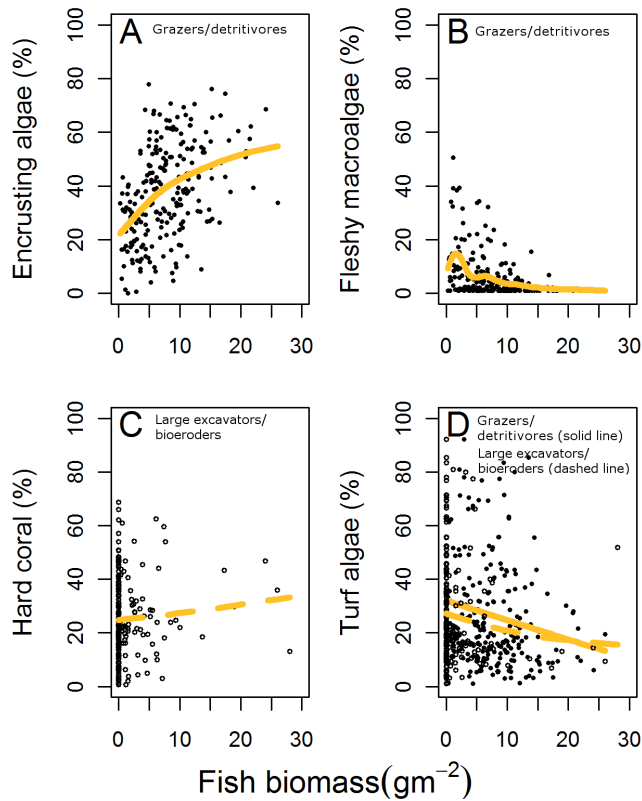 A Grazers/detritivores
Encrusting algae (%)
0 20 40 60 80 100
0 10 20 30
B Grazers/detritivores
Fleshy macroalgae (%)
0 20 40 60 80 100
0 10 20 30
C Large excavators/
bioeroders
Hard coral (%)
0 20 40 60 80 100
0 10 20 30
D Grazers/
detritivores (solid line)
Large excavators/
bioeroders (dashed line)
Turf algae (%)
0 20 40 60 80 100
0 10 20 30
Fish biomass(gm⁻²)